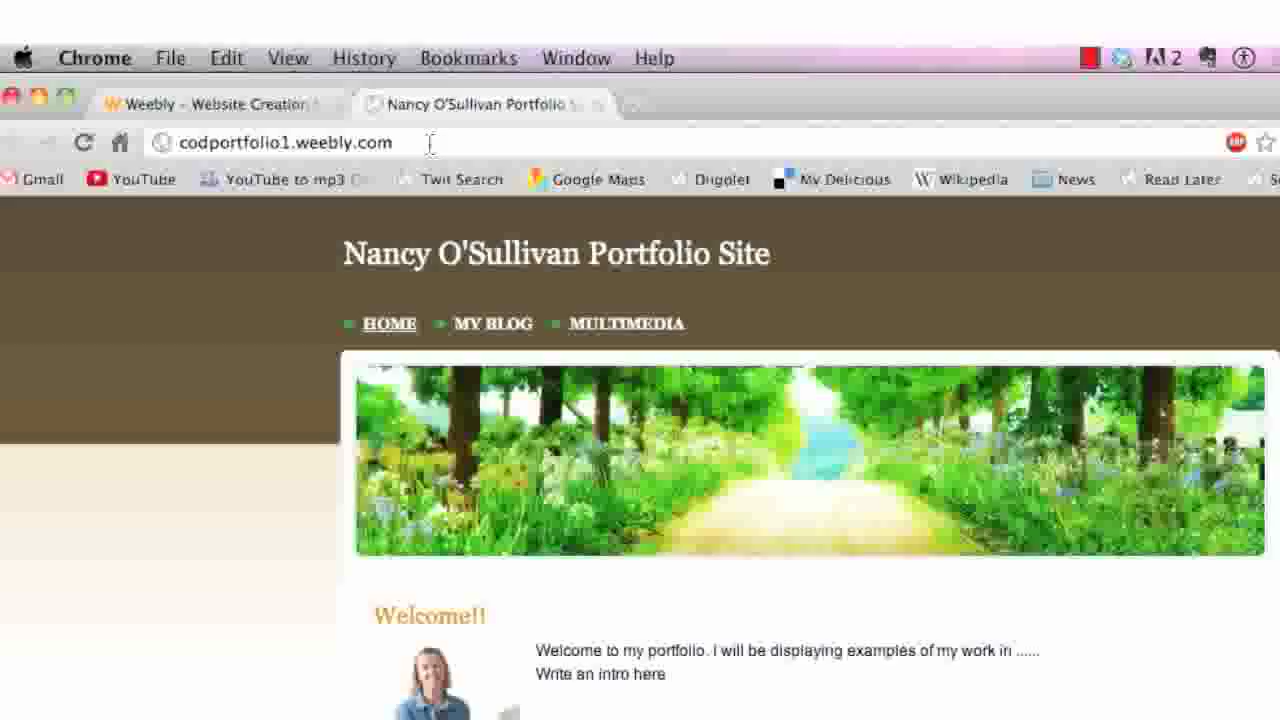 Chrome File Edit View History Bookmarks Window Help 2
Weebly - Website Creation Nancy O'Sullivan Portfolio
codportfolio1.weebly.com
Gmail YouTube YouTube to mp3 Twit Search Google Maps My Delicious Wikipedia News Read Later
Nancy O'Sullivan Portfolio Site
HOME MY BLOG MULTIMEDIA
Welcome!!
Welcome to my portfolio. I will be displaying examples of my work in ......
Write an intro here